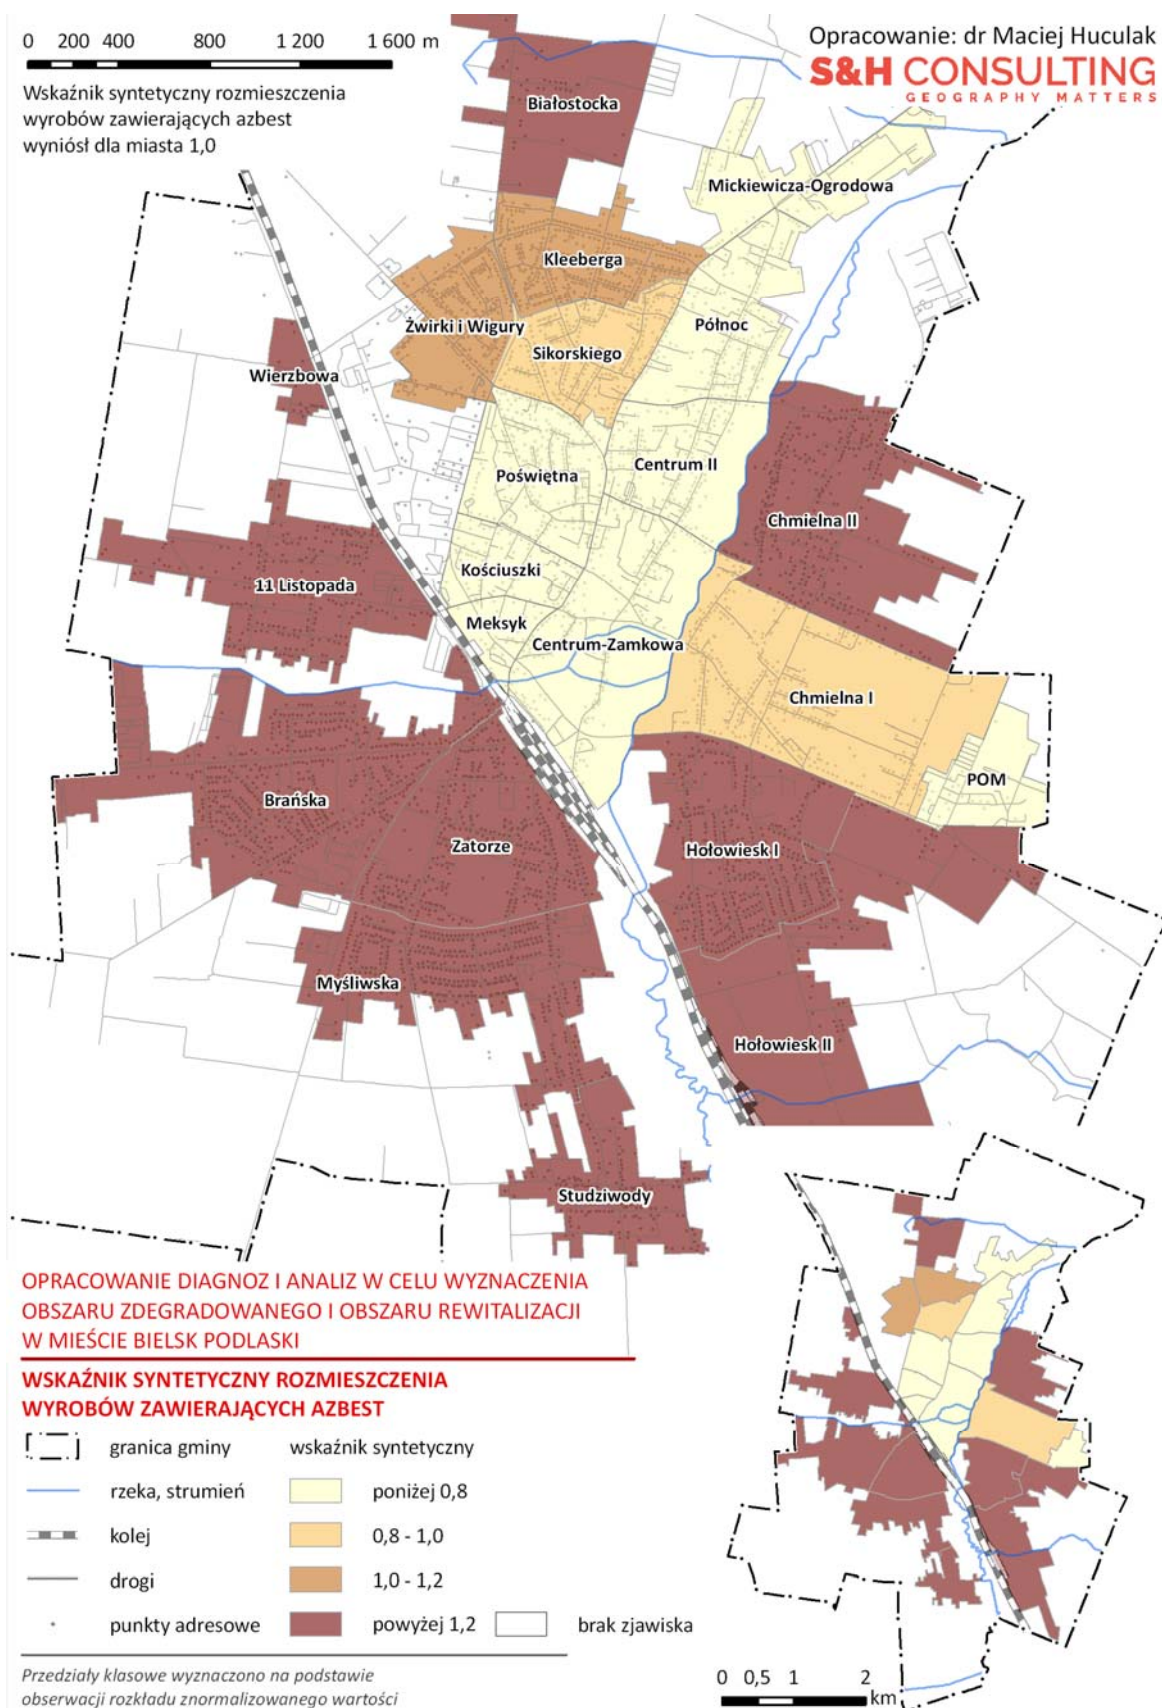 0 200 400 800 1 200 1 600 m
Wskaźnik syntetyczny rozmieszczenia
wyrobów zawierających azbest
wyniósł dla miasta 1,0
Opracowanie: dr Maciej Huculak
S&H CONSULTING
GEOGRAPHY MATTERS
Białostocka
Mickiewicza-Ogrodowa
Kleeberga
Żwirki i Wigury
Północ
Sikorskiego
Wierzbowa
Poświętna
Centrum II
Chmielna II
Kościuszki
11 Listopada
Meksyk
Centrum-Zamkowa
Chmielna I
POM
Brańska
Zatorze
Hołowiesk I
Myśliwska
Hołowiesk II
Studziwody
OPRACOWANIE DIAGNOZ I ANALIZ W CELU WYZNACZENIA
OBSZARU ZDEGRADOWANEGO I OBSZARU REWITALIZACJI
W MIEŚCIE BIELSK PODLASKI
WSKAŹNIK SYNTETYCZNY ROZMIESZCZENIA
WYROBÓW ZAWIERAJĄCYCH AZBEST
granica gminy
rzeka, strumień
kolej
drogi
punkty adresowe
wskaźnik syntetyczny
poniżej 0,8
0,8 - 1,0
1,0 - 1,2
powyżej 1,2
brak zjawiska
Przedziały klasowe wyznaczono na podstawie
obserwacji rozkładu znormalizowanego wartości
0 0,5 1 2
km